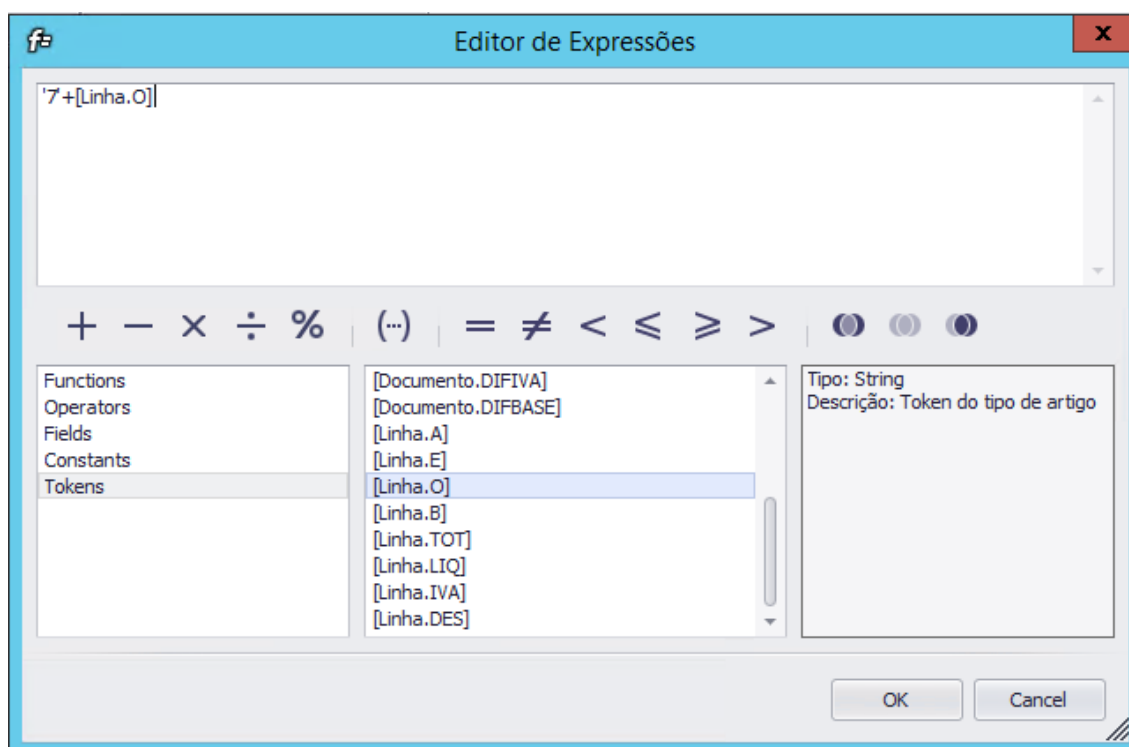 Editor de Expressões
x
'7'+[Linha.O]
+ − × ÷ % (...) = ≠ < ≤ ≥ >
Functions
Operators
Fields
Constants
Tokens
[Documento.DIFIVA]
[Documento.DIFBASE]
[Linha.A]
[Linha.E]
[Linha.O]
[Linha.B]
[Linha.TOT]
[Linha.LIQ]
[Linha.IVA]
[Linha.DES]
Tipo: String
Descrição: Token do tipo de artigo
OK
Cancel